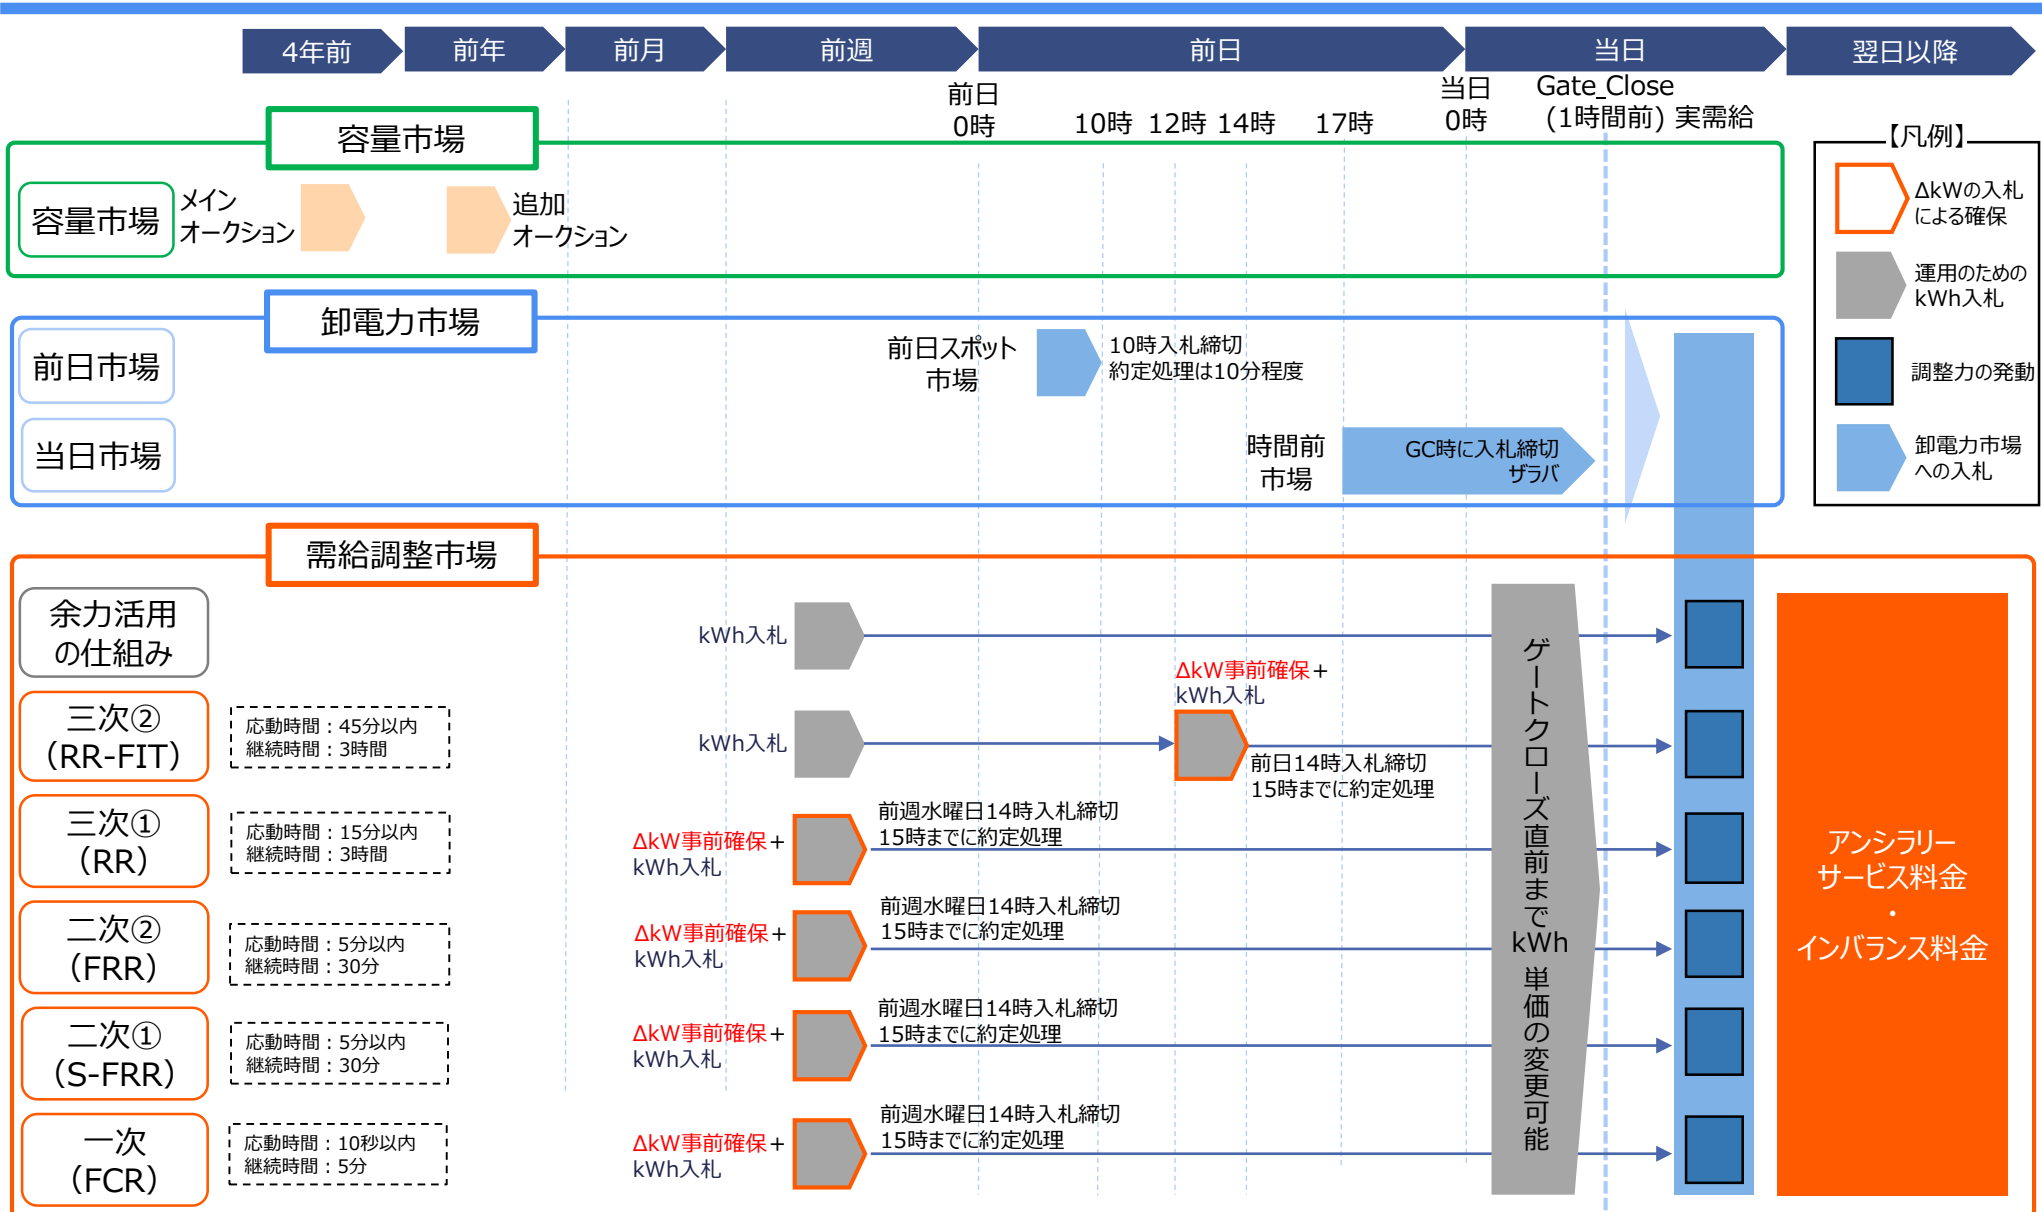 4年前
前年
前月
前週
前日
当日
翌日以降
前日
0時
10時
12時
14時
17時
当日
0時
Gate_Close
(1時間前)
実需給
容量市場
容量市場
メイン
オークション
追加
オークション
【凡例】
ΔkWの入札
による確保
運用のための
kWh入札
調整力の発動
卸電力市場
への入札
卸電力市場
前日市場
前日スポット
市場
10時入札締切
約定処理は10分程度
当日市場
時間前
市場
GC時に入札締切
ザラバ
需給調整市場
余力活用
の仕組み
kWh入札
三次②
（RR-FIT）
応動時間：45分以内
継続時間：3時間
kWh入札
ΔkW事前確保+
kWh入札
前日14時入札締切
15時までに約定処理
三次①
（RR）
応動時間：15分以内
継続時間：3時間
ΔkW事前確保+
kWh入札
前週水曜日14時入札締切
15時までに約定処理
二次②
（FRR）
応動時間：5分以内
継続時間：30分
ΔkW事前確保+
kWh入札
前週水曜日14時入札締切
15時までに約定処理
二次①
（S-FRR）
応動時間：5分以内
継続時間：30分
ΔkW事前確保+
kWh入札
前週水曜日14時入札締切
15時までに約定処理
一次
（FCR）
応動時間：10秒以内
継続時間：5分
ΔkW事前確保+
kWh入札
前週水曜日14時入札締切
15時までに約定処理
ゲートクローズ直前までkWh単価の変更可能
アンシラリー
サービス料金
・
インバランス料金